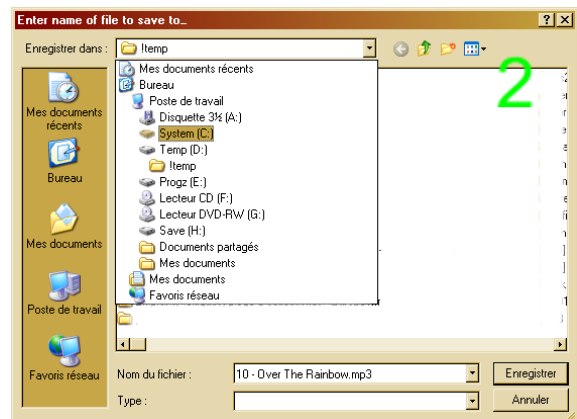 Enter name of file to save to...
Enregistrer dans :
!temp
2
Mes documents récents
Bureau
Poste de travail
Disquette 3½ (A:)
System (C:)
Temp (D:)
!temp
Progz (E:)
Lecteur CD (F:)
Lecteur DVD-RW (G:)
Save (H:)
Documents partagés
Mes documents
Mes documents
Favoris réseau
Mes documents
récents
Bureau
Mes documents
Poste de travail
Favoris réseau
Nom du fichier :
10 - Over The Rainbow.mp3
Enregistrer
Type :
Annuler